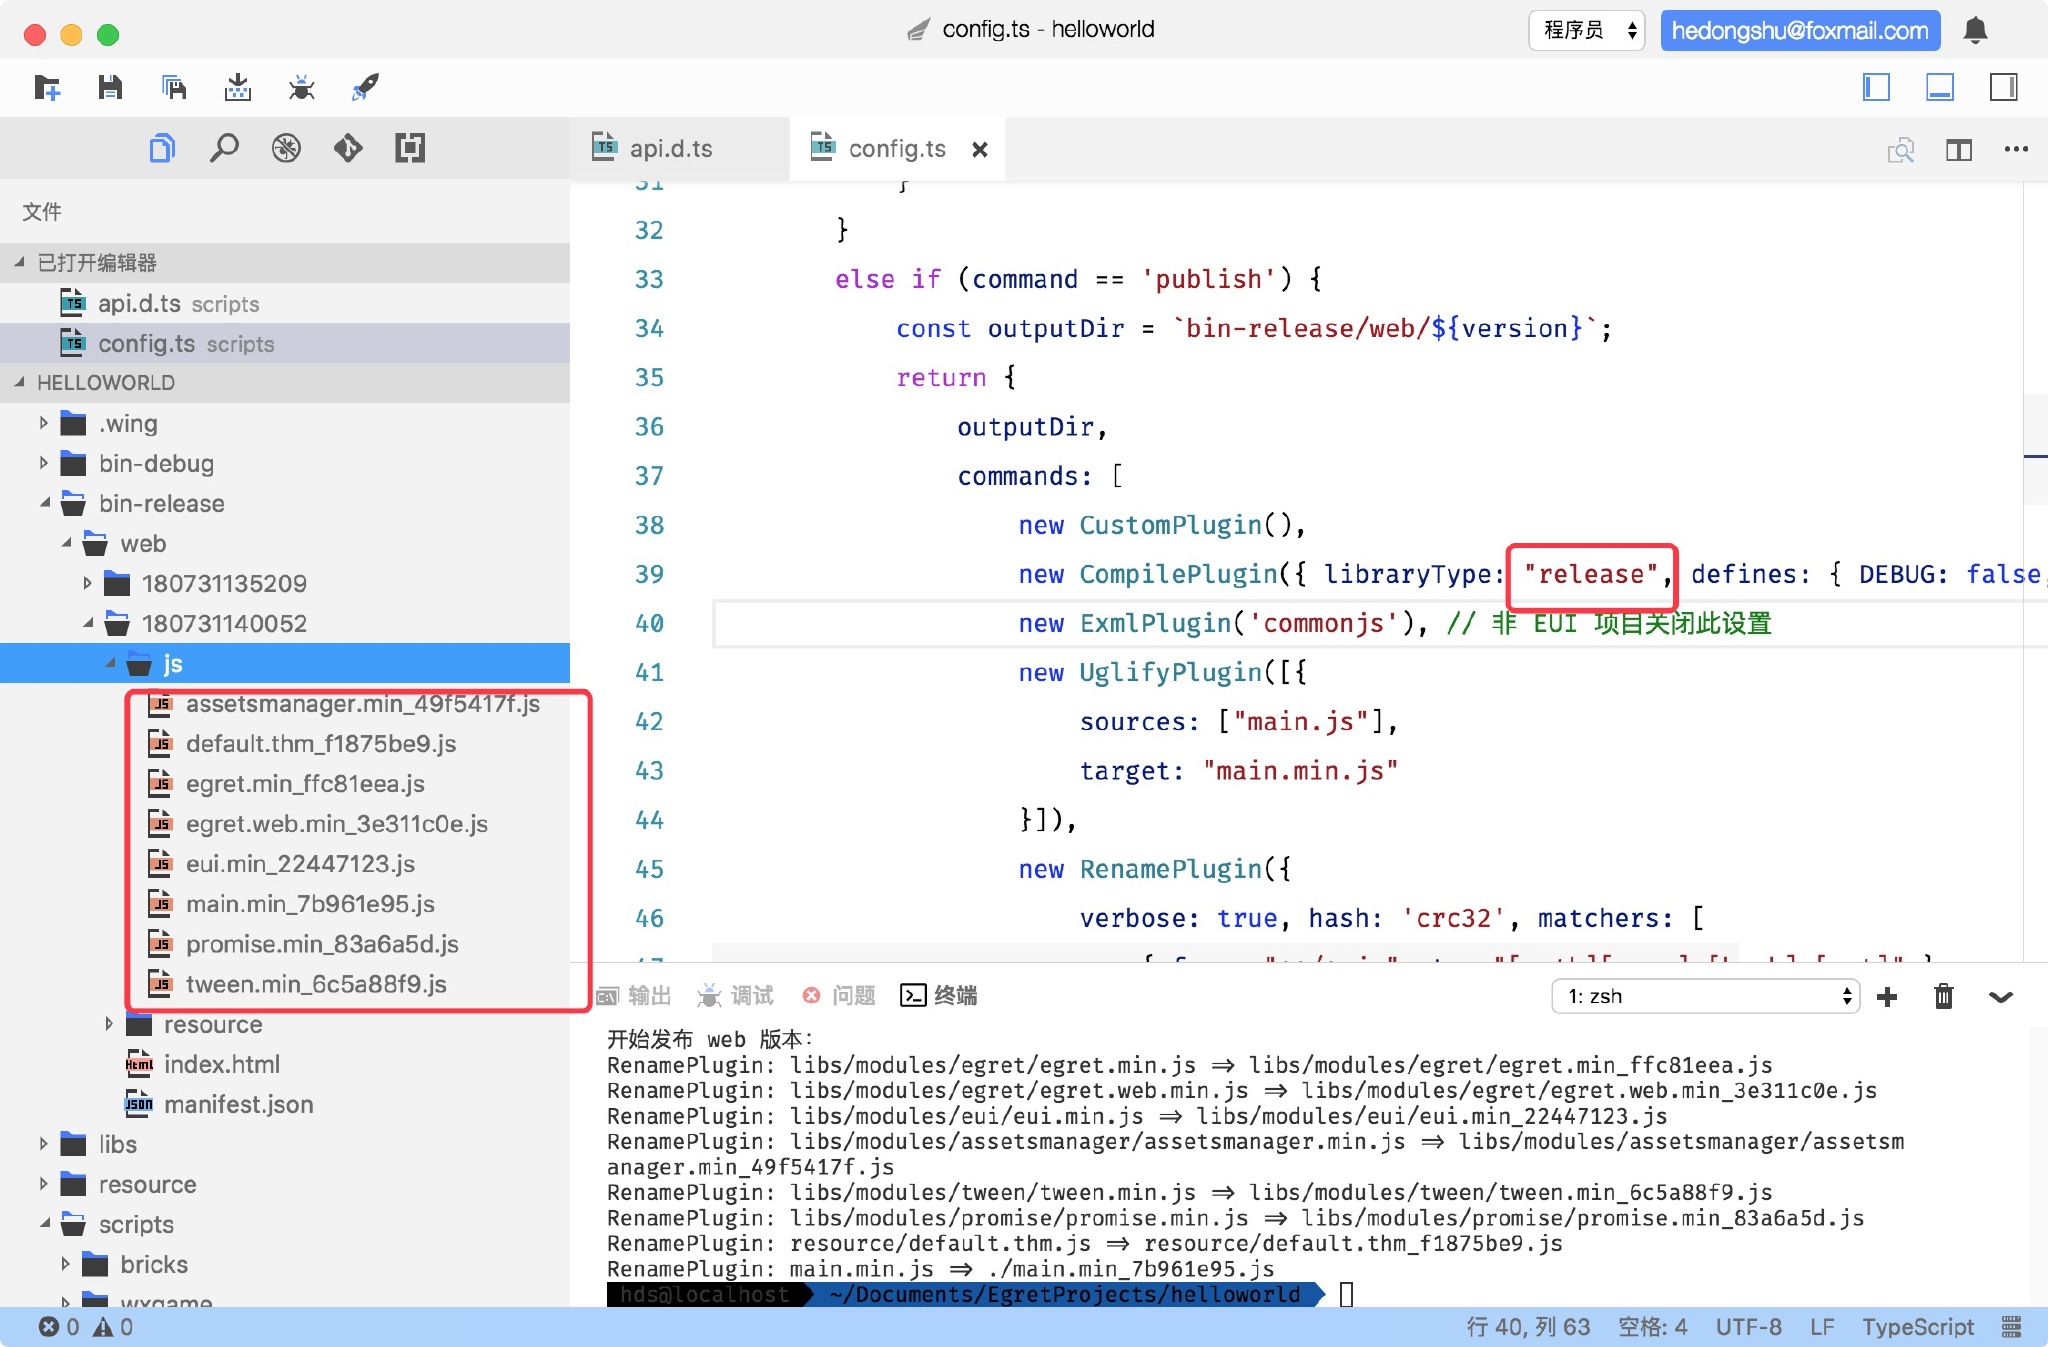 config.ts - helloworld
程序员
hedongshu@foxmail.com
api.d.ts
config.ts
文件
已打开编辑器
api.d.ts scripts
config.ts scripts
HELLOWORLD
.wing
bin-debug
bin-release
web
180731135209
180731140052
js
assetsmanager.min_49f5417f.js
default.thm_f1875be9.js
egret.min_ffc81eea.js
egret.web.min_3e311c0e.js
eui.min_22447123.js
main.min_7b961e95.js
promise.min_83a6a5d.js
tween.min_6c5a88f9.js
resource
index.html
manifest.json
libs
resource
scripts
bricks
wxgame
31 }
32 }
33 else if (command == 'publish') {
34 const outputDir = `bin-release/web/${version}`;
35 return {
36 outputDir,
37 commands: [
38 new CustomPlugin(),
39 new CompilePlugin({ libraryType: "release", defines: { DEBUG: false,
40 new ExmlPlugin('commonjs'), // 非 EUI 项目关闭此设置
41 new UglifyPlugin([{
42 sources: ["main.js"],
43 target: "main.min.js"
44 }]),
45 new RenamePlugin({
46 verbose: true, hash: 'crc32', matchers: [
47
输出 调试 问题 终端
1: zsh
开始发布 web 版本:
RenamePlugin: libs/modules/egret/egret.min.js => libs/modules/egret/egret.min_ffc81eea.js
RenamePlugin: libs/modules/egret/egret.web.min.js => libs/modules/egret/egret.web.min_3e311c0e.js
RenamePlugin: libs/modules/eui/eui.min.js => libs/modules/eui/eui.min_22447123.js
RenamePlugin: libs/modules/assetsmanager/assetsmanager.min.js => libs/modules/assetsmanager/assetsm
anager.min_49f5417f.js
RenamePlugin: libs/modules/tween/tween.min.js => libs/modules/tween/tween.min_6c5a88f9.js
RenamePlugin: libs/modules/promise/promise.min.js => libs/modules/promise/promise.min_83a6a5d.js
RenamePlugin: resource/default.thm.js => resource/default.thm_f1875be9.js
RenamePlugin: main.min.js => ./main.min_7b961e95.js
hds@localhost ~/Documents/EgretProjects/helloworld
0 0
行 40, 列 63 空格: 4 UTF-8 LF TypeScript